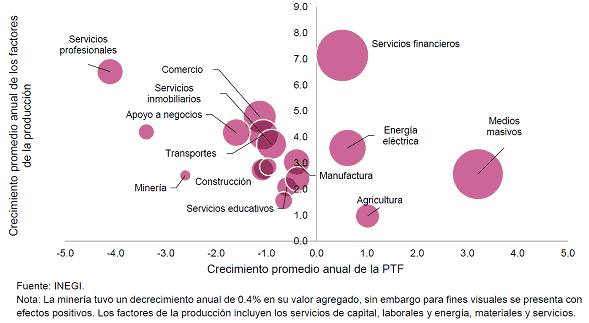 Crecimiento promedio anual de los factores
de la producción
9.0
8.0
7.0
6.0
5.0
4.0
3.0
2.0
1.0
0.0
Servicios
profesionales
Servicios financieros
Comercio
Servicios
inmobiliarios
Apoyo a negocios
Transportes
Minería
Construcción
Servicios educativos
Manufactura
Energía
eléctrica
Medios
masivos
Agricultura
-5.0 -4.0 -3.0 -2.0 -1.0 0.0 1.0 2.0 3.0 4.0 5.0
Crecimiento promedio anual de la PTF
Fuente: INEGI.
Nota: La minería tuvo un decrecimiento anual de 0.4% en su valor agregado, sin embargo para fines visuales se presenta con
efectos positivos. Los factores de la producción incluyen los servicios de capital, laborales y energía, materiales y servicios.